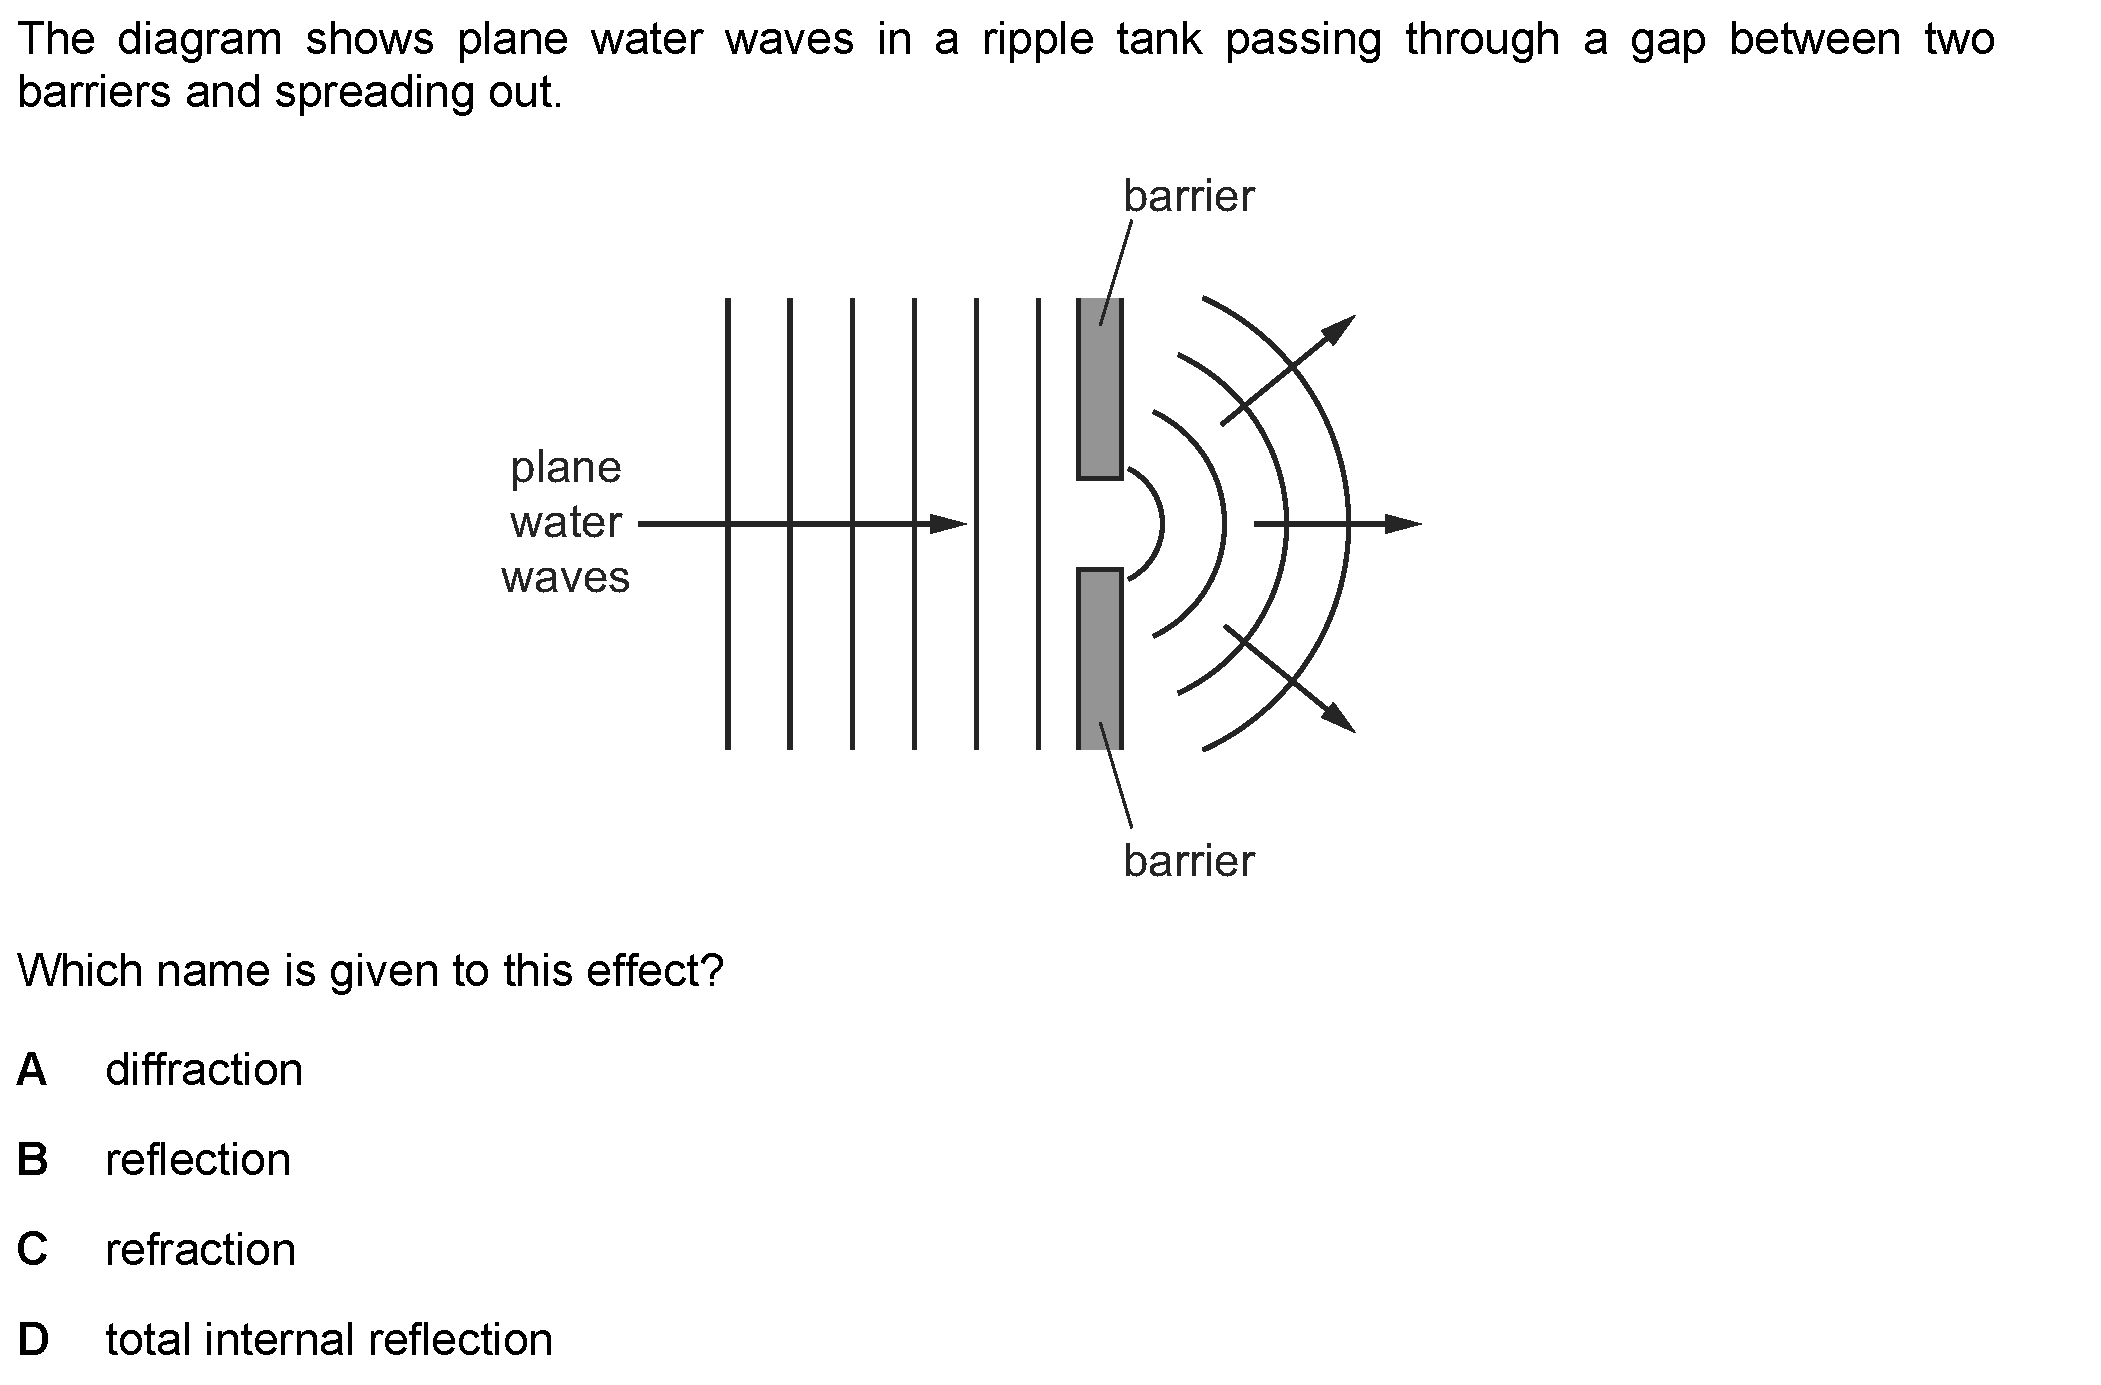 The diagram shows plane water waves in a ripple tank passing through a gap between two
barriers and spreading out.
barrier
plane
water
waves
barrier
Which name is given to this effect?
A diffraction
B reflection
C refraction
D total internal reflection